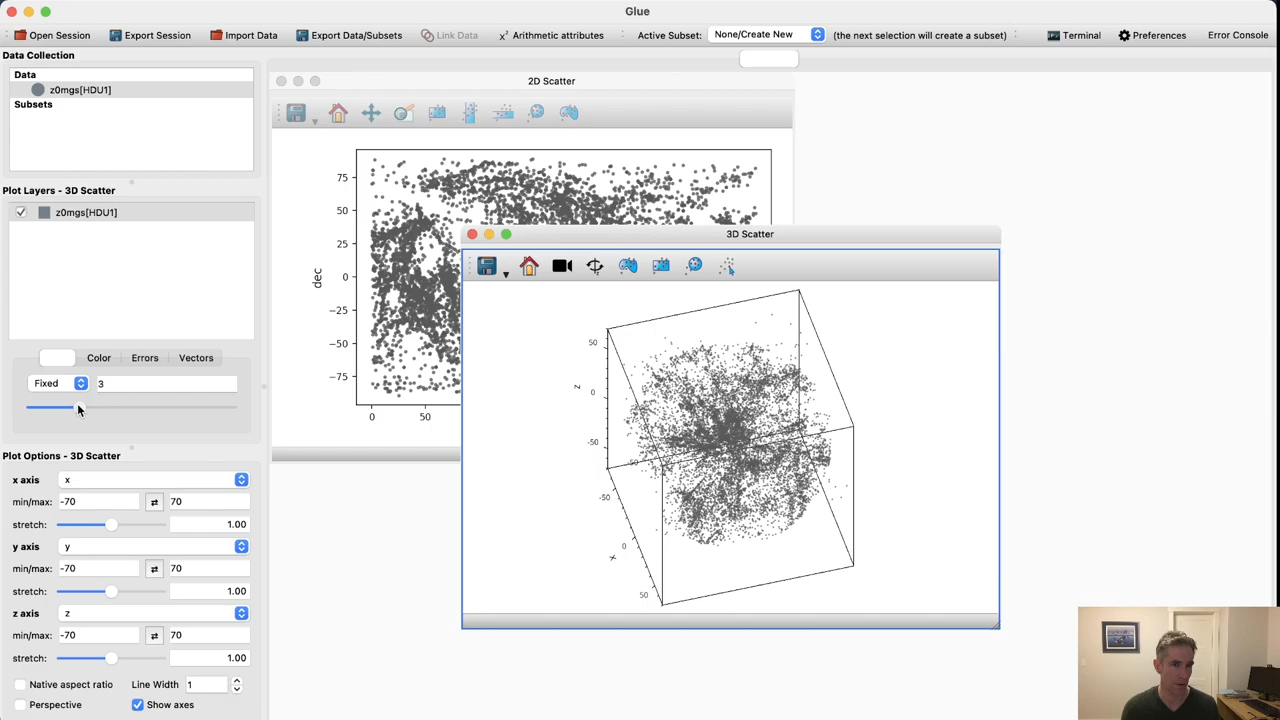 Glue
Open Session Export Session Import Data Export Data/Subsets Link Data x² Arithmetic attributes Active Subset: None/Create New (the next selection will create a subset) Terminal Preferences Error Console
Data Collection
Data
z0mgs[HDU1]
Subsets
Plot Layers - 3D Scatter
z0mgs[HDU1]
Color Errors Vectors
Fixed 3
Plot Options - 3D Scatter
x axis x
min/max: -70 70
stretch: 1.00
y axis y
min/max: -70 70
stretch: 1.00
z axis z
min/max: -70 70
stretch: 1.00
Native aspect ratio Line Width 1
Perspective Show axes
2D Scatter
dec
75
50
25
0
−25
−50
−75
0 50
3D Scatter
z
50
0
-50
-50
-50
x 0
50